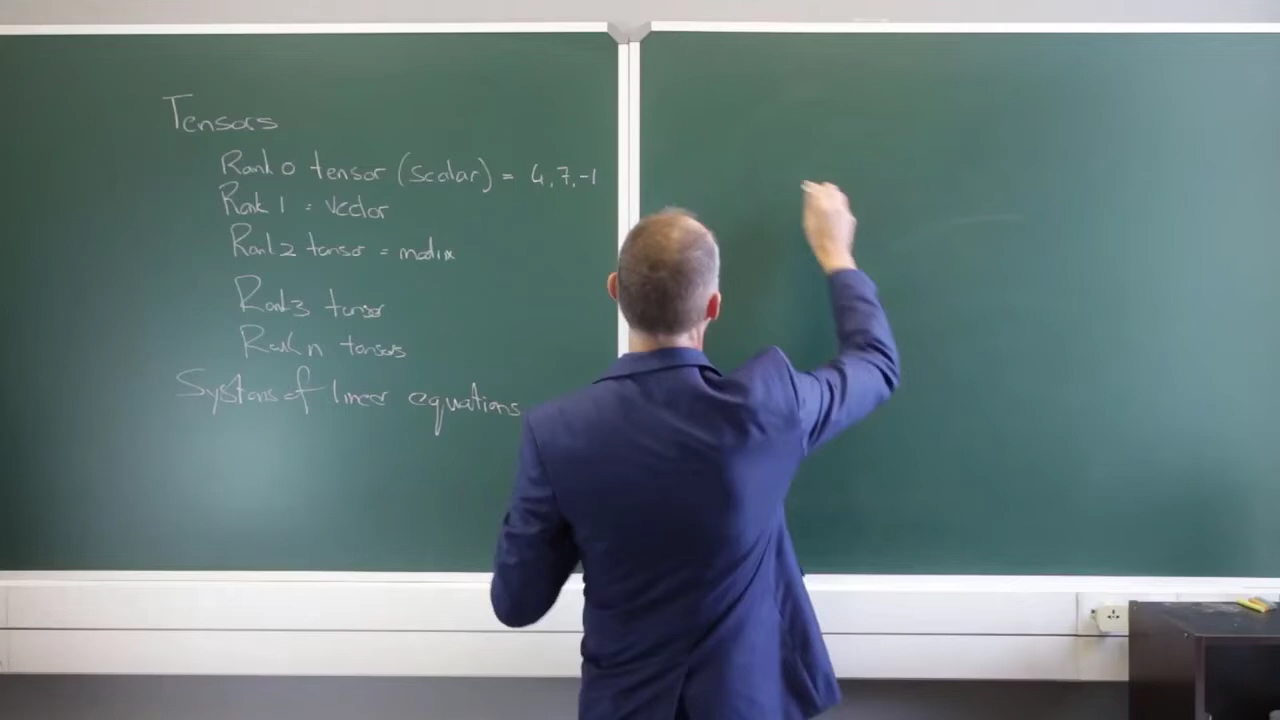 Tensors
Rank 0 tensor (scalar) = 4, 7, -1
Rank 1 = vector
Rank 2 tensor = matrix
Rank 3 tensor
Rank n tensors
Systems of linear equations